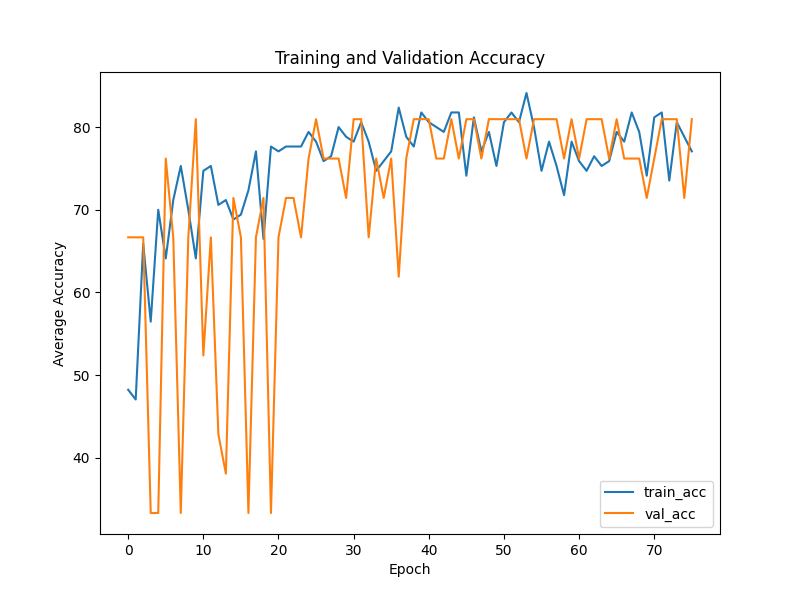 Training and Validation Accuracy
80
70
60
50
40
Average Accuracy
train_acc
val_acc
0 10 20 30 40 50 60 70
Epoch